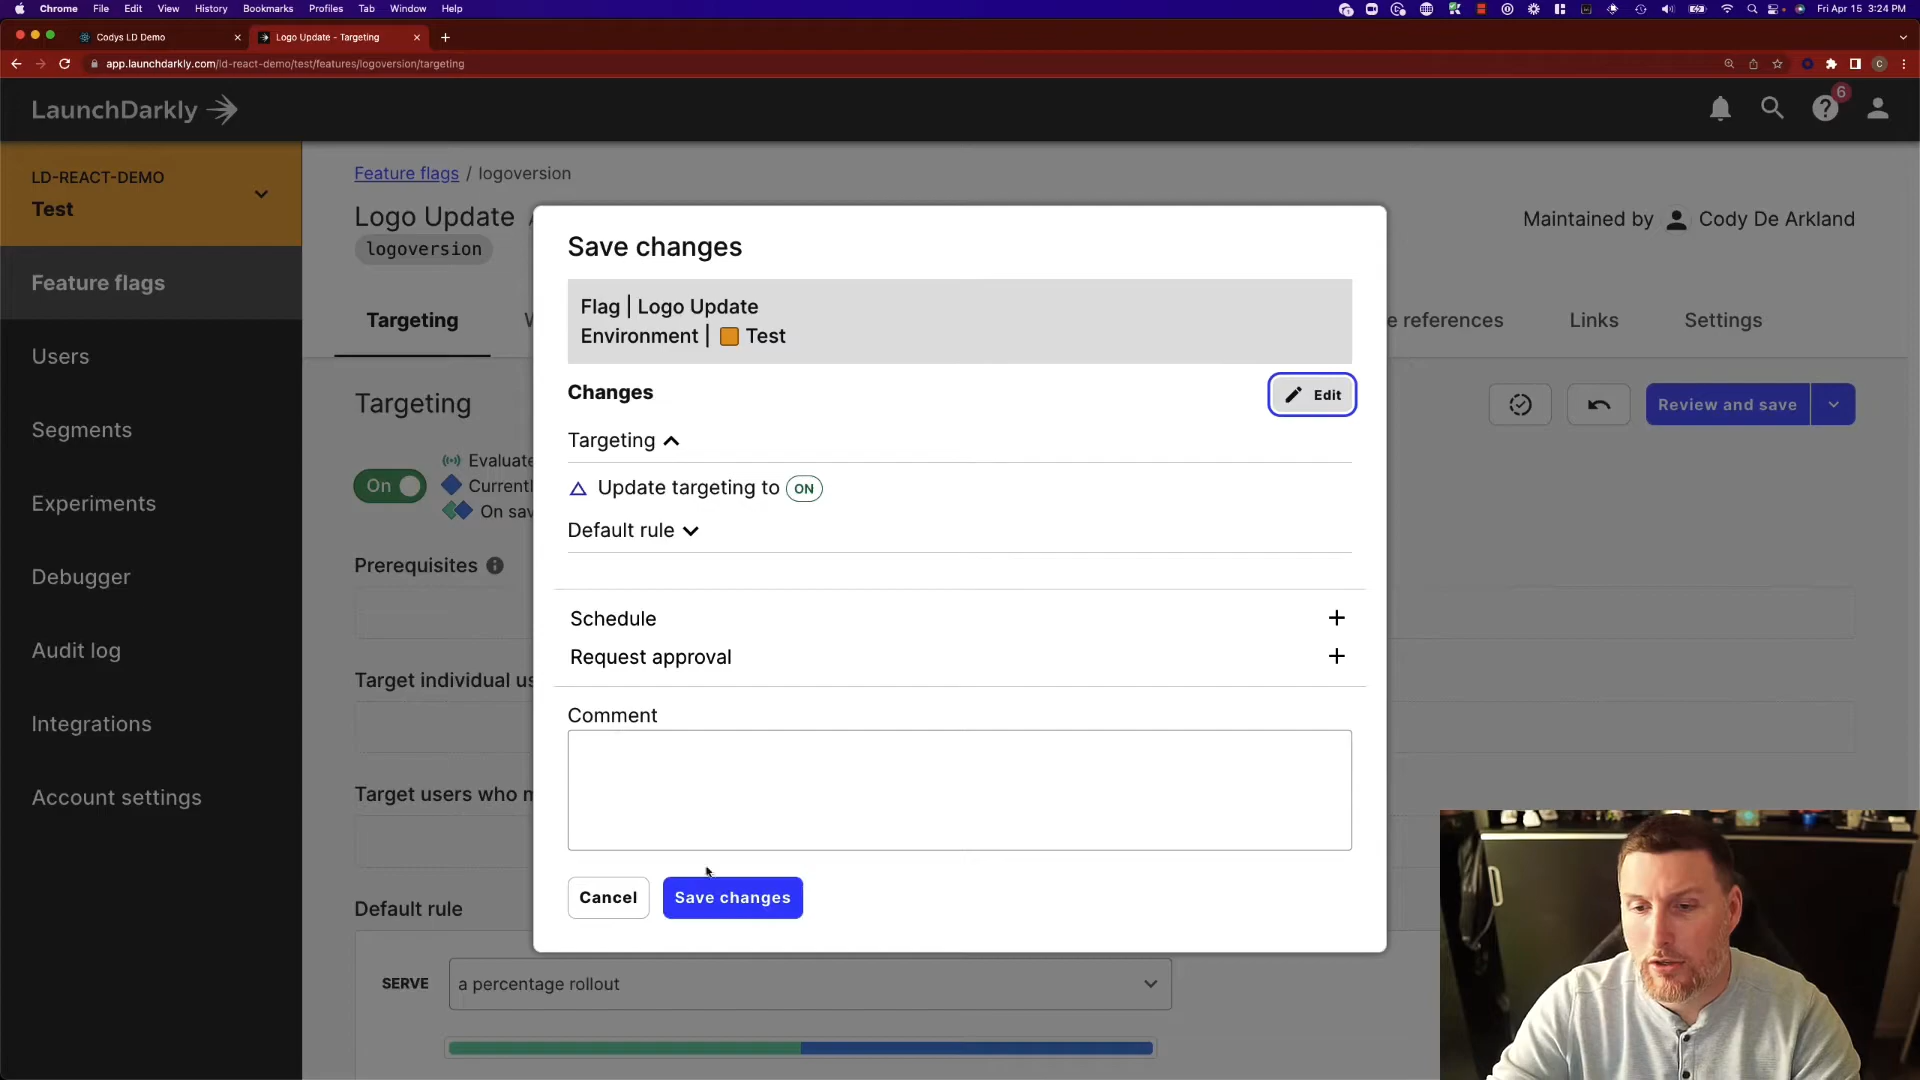 Chrome File Edit View History Bookmarks Profiles Tab Window Help Fri Apr 15 3:24 PM
Codys LD Demo Logo Update - Targeting
app.launchdarkly.com/ld-react-demo/test/features/logoversion/targeting
LaunchDarkly
6
LD-REACT-DEMO
Test
Feature flags
Users
Segments
Experiments
Debugger
Audit log
Integrations
Account settings
Feature flags / logoversion
Logo Update
logoversion
Maintained by Cody De Arkland
Targeting
e references Links Settings
Targeting
Review and save
On
Evaluate
Currentl
On sav
Prerequisites
Target individual us
Target users who m
Default rule
SERVE a percentage rollout
Save changes
Flag | Logo Update
Environment | Test
Changes
Edit
Targeting
Update targeting to ON
Default rule
Schedule
Request approval
Comment
Cancel Save changes